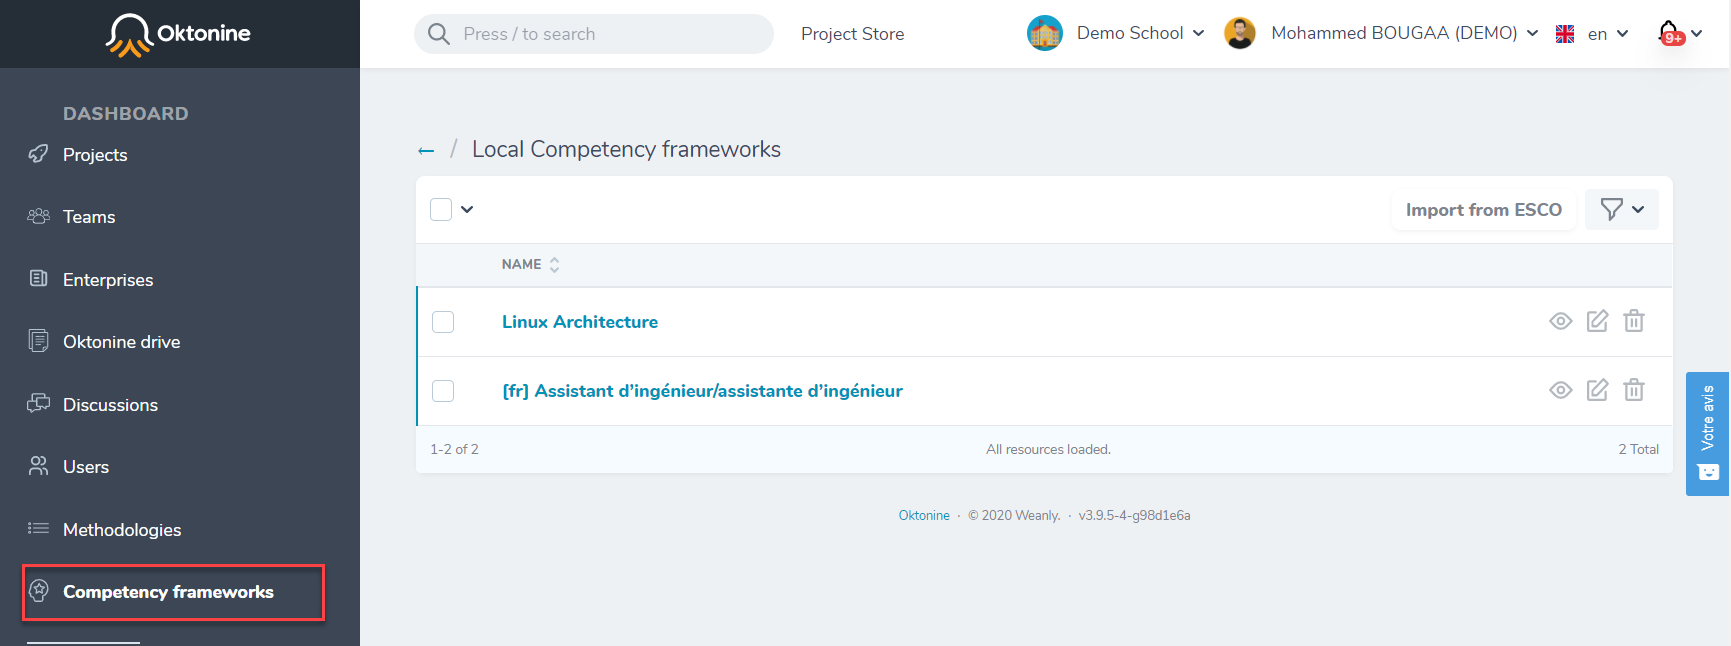 Oktonine
Press / to search
Project Store
Demo School
Mohammed BOUGAA (DEMO)
en
9+
DASHBOARD
Projects
Teams
Enterprises
Oktonine drive
Discussions
Users
Methodologies
Competency frameworks
← / Local Competency frameworks
Import from ESCO
NAME
Linux Architecture
[fr] Assistant d’ingénieur/assistante d’ingénieur
1-2 of 2
All resources loaded.
2 Total
Oktonine · © 2020 Weanly. · v3.9.5-4-g98d1e6a
Votre avis